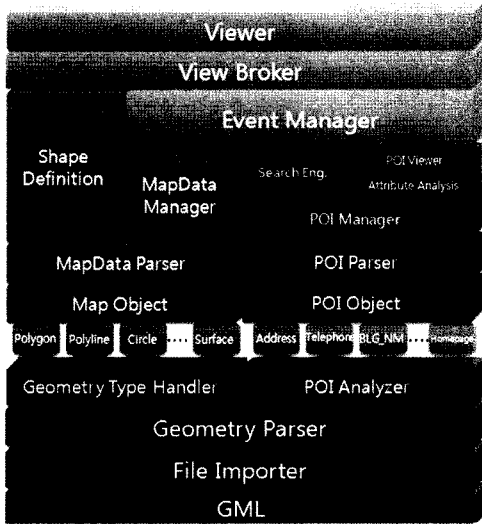 Viewer
View Broker
Event Manager
Shape
Definition
MapData
Manager
Search Eng.
POI Viewer
Attribute Analysis
POI Manager
MapData Parser
POI Parser
Map Object
POI Object
Polygon Polyline Circle .... Surface Address Telephone BLG_NM .... Homepage
Geometry Type Handler
POI Analyzer
Geometry Parser
File Importer
GML